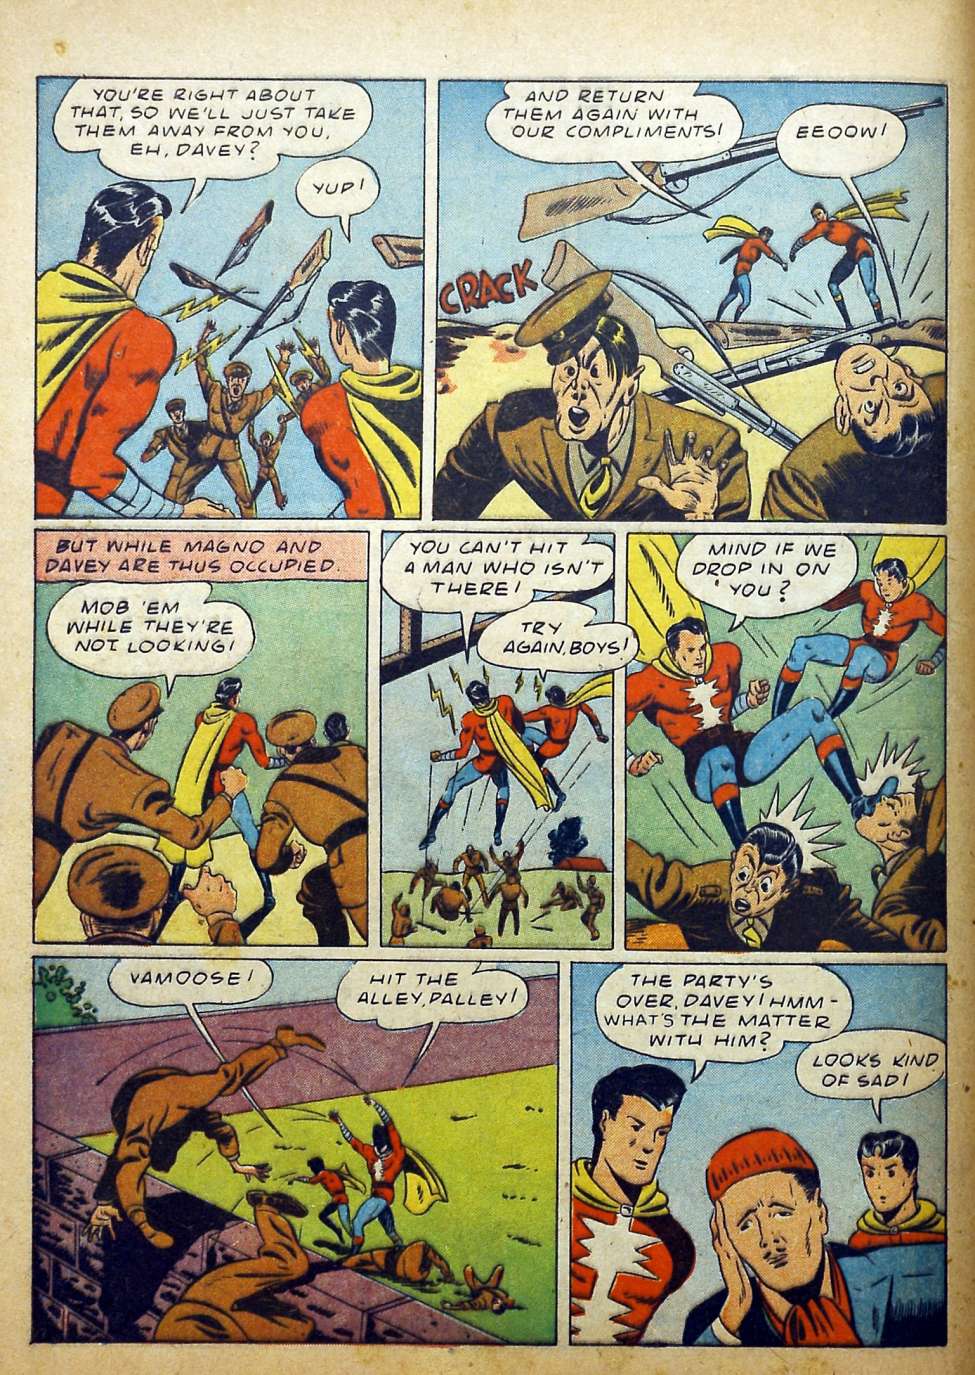 YOU'RE RIGHT ABOUT
THAT, SO WE'LL JUST TAKE
THEM AWAY FROM YOU,
EH, DAVEY?
YUP!
AND RETURN
THEM AGAIN WITH
OUR COMPLIMENTS!
EEOOW!
CRACK
BUT WHILE MAGNO AND
DAVEY ARE THUS OCCUPIED.
MOB 'EM
WHILE THEY'RE
NOT LOOKING!
YOU CAN'T HIT
A MAN WHO ISN'T
THERE!
TRY
AGAIN, BOYS!
MIND IF WE
DROP IN ON
YOU?
VAMOOSE!
HIT THE
ALLEY, PALLEY!
THE PARTY'S
OVER, DAVEY! HMM-
WHAT'S THE MATTER
WITH HIM?
LOOKS KIND
OF SAD!